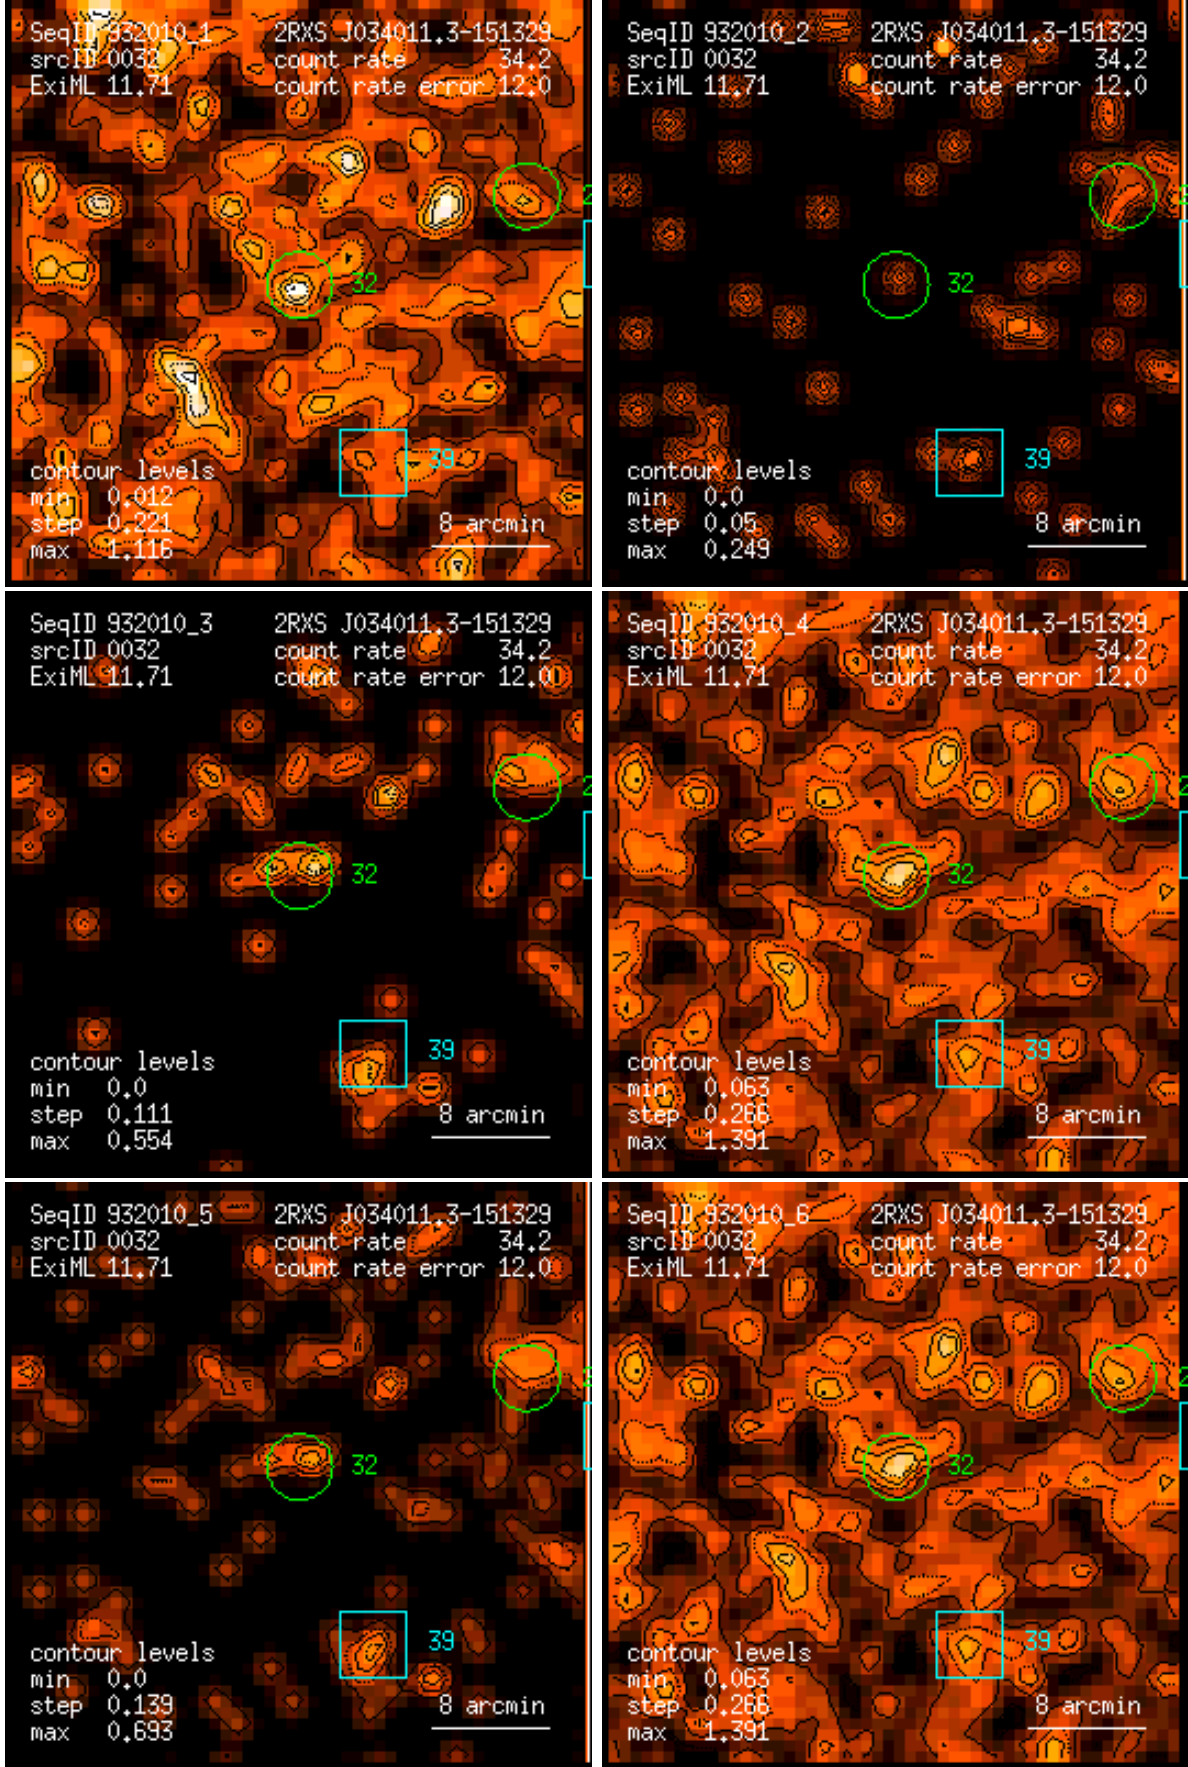 SeqID 932010_1 2RXS J034011.3-151329
srcID 0032 count rate 34.2
ExiML 11.71 count rate error 12.0
32
39
contour levels
min 0.012
step 0.221
max 1.116
8 arcmin
SeqID 932010_2 2RXS J034011.3-151329
srcID 0032 count rate 34.2
ExiML 11.71 count rate error 12.0
32
39
contour levels
min 0.0
step 0.05
max 0.249
8 arcmin
SeqID 932010_3 2RXS J034011.3-151329
srcID 0032 count rate 34.2
ExiML 11.71 count rate error 12.0
32
39
contour levels
min 0.0
step 0.111
max 0.554
8 arcmin
SeqID 932010_4 2RXS J034011.3-151329
srcID 0032 count rate 34.2
ExiML 11.71 count rate error 12.0
32
39
contour levels
min 0.063
step 0.266
max 1.391
8 arcmin
SeqID 932010_5 2RXS J034011.3-151329
srcID 0032 count rate 34.2
ExiML 11.71 count rate error 12.0
32
39
contour levels
min 0.0
step 0.139
max 0.693
8 arcmin
SeqID 932010_6 2RXS J034011.3-151329
srcID 0032 count rate 34.2
ExiML 11.71 count rate error 12.0
32
39
contour levels
min 0.063
step 0.266
max 1.391
8 arcmin